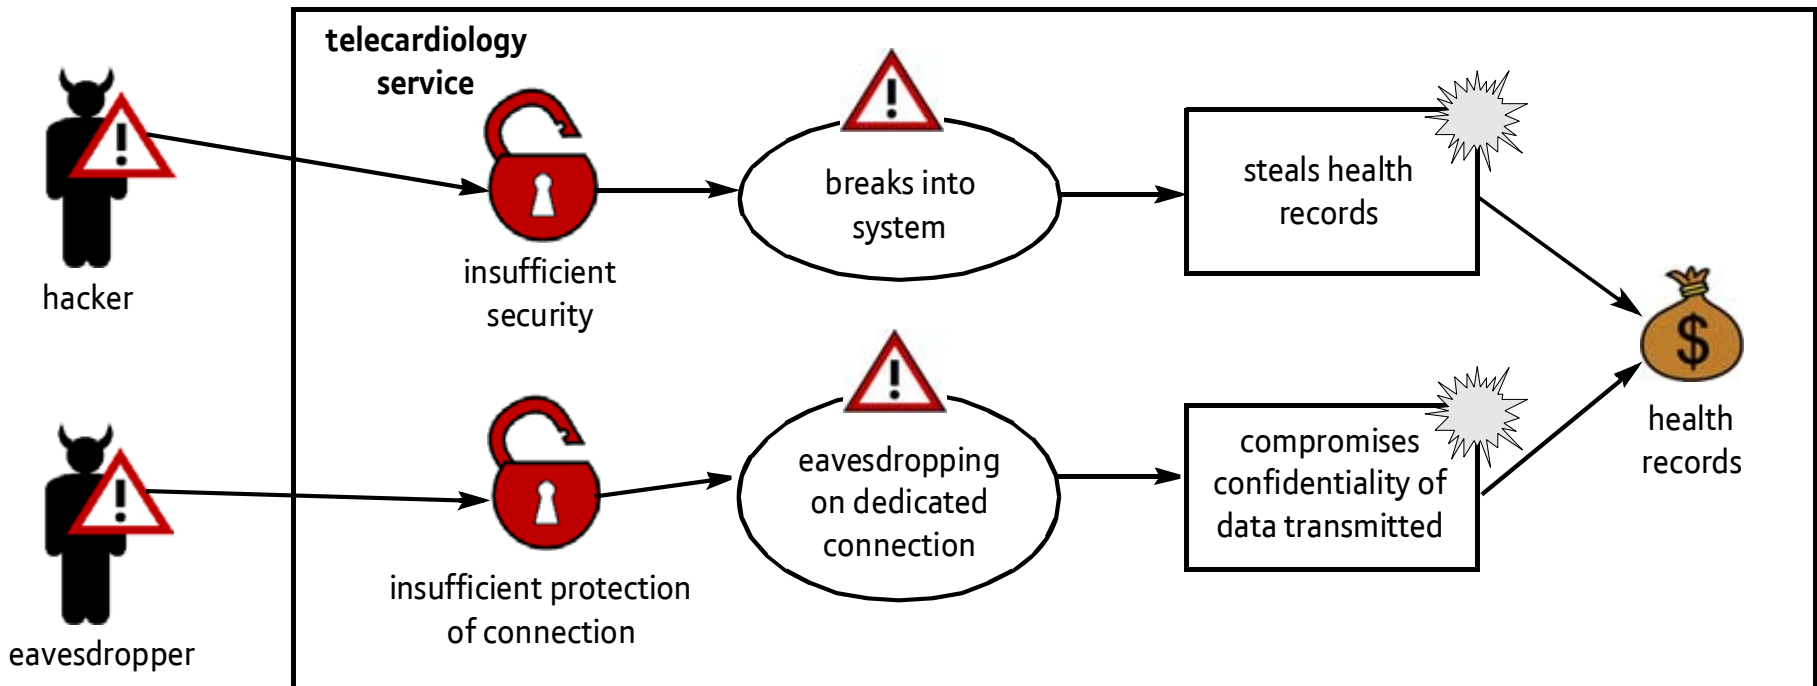 telecardiology
service
hacker
insufficient
security
breaks into
system
steals health
records
eavesdropper
insufficient protection
of connection
eavesdropping
on dedicated
connection
compromises
confidentiality of
data transmitted
$
health
records